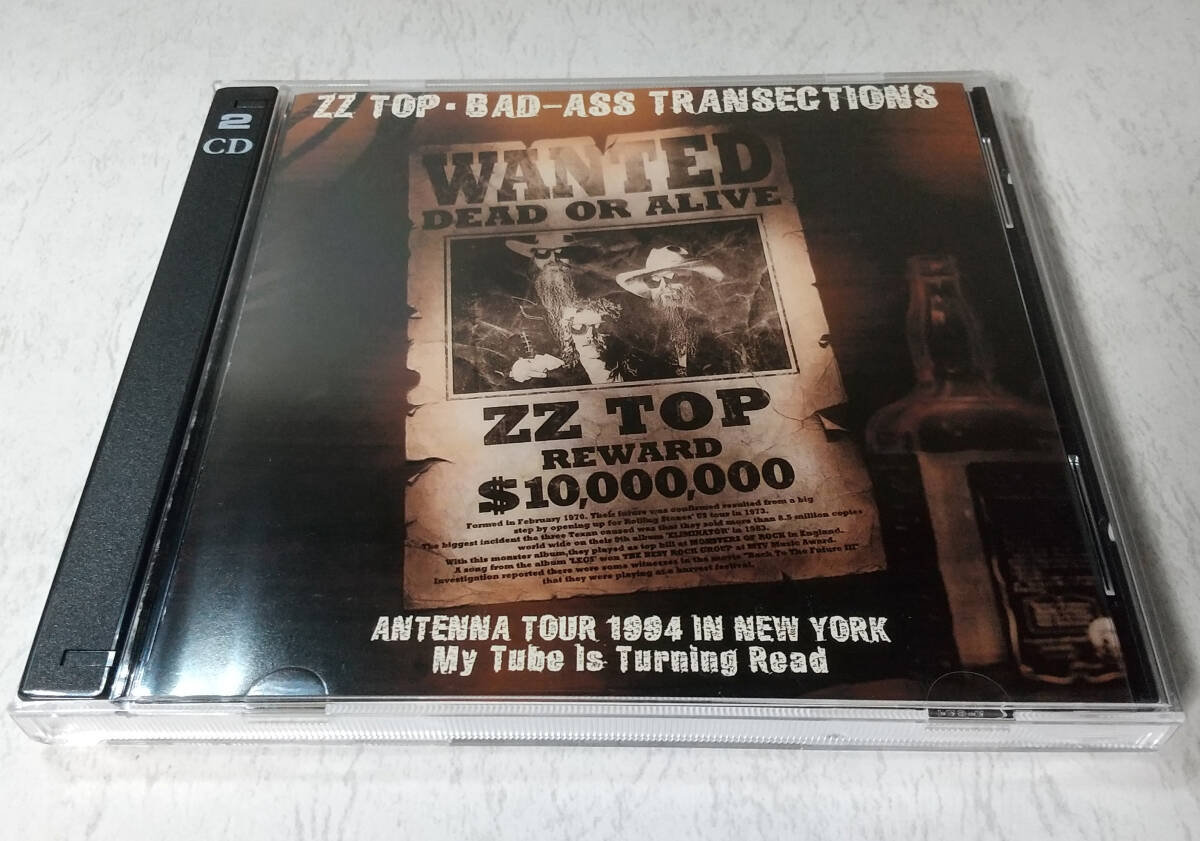 2
CD
ZZ TOP · BAD-ASS TRANSECTIONS
WANTED
DEAD OR ALIVE
ZZ TOP
REWARD
$10,000,000
Formed in February 1970. Their future was confirmed resulted from a big
step by opening up for Rolling Stones' US tour in 1973.
The biggest incident the three Texan caused was that they sold more than 8.5 million copies
world wide on their 8th album "ELIMINATOR" in 1983.
With this monster album,they played as top bill at MONSTERS OF ROCK in England.
A song from the album "LEGS" won THE BEST ROCK GROUP at MTV Music Award.
Investigation reported there were some witnesses in the movie "Back To The Future III"
that they were playing at a harvest festival.
ANTENNA TOUR 1994 IN NEW YORK
My Tube Is Turning Read